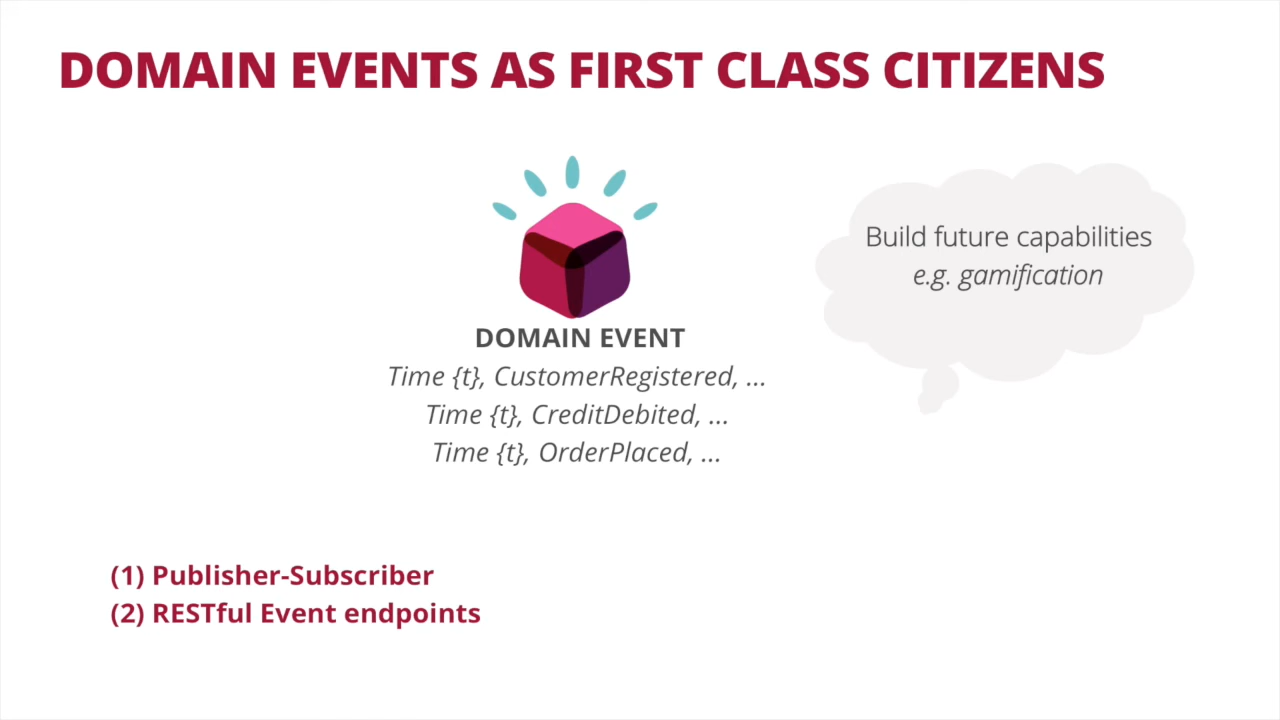 DOMAIN EVENTS AS FIRST CLASS CITIZENS
Build future capabilities
e.g. gamification
DOMAIN EVENT
Time {t}, CustomerRegistered, ...
Time {t}, CreditDebited, ...
Time {t}, OrderPlaced, ...
(1) Publisher-Subscriber
(2) RESTful Event endpoints